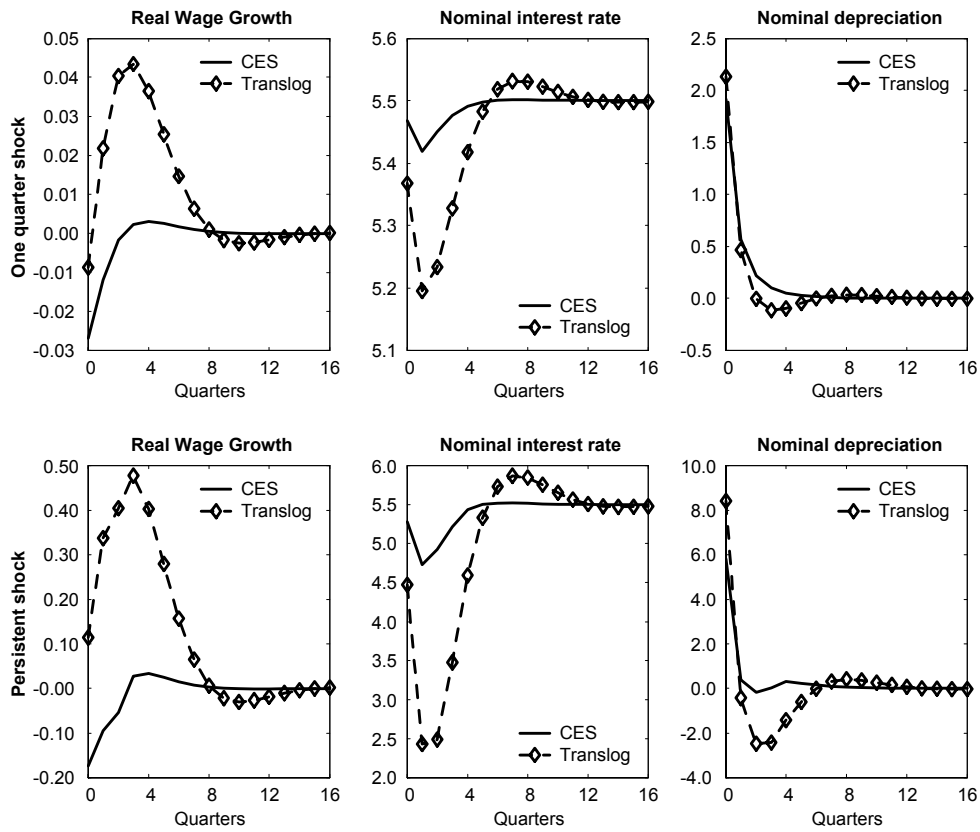 Real Wage Growth
Nominal interest rate
Nominal depreciation
One quarter shock
0.05
0.04
0.03
0.02
0.01
0.00
-0.01
-0.02
-0.03
CES
Translog
0 4 8 12 16
Quarters
5.6
5.5
5.4
5.3
5.2
5.1
CES
Translog
0 4 8 12 16
Quarters
2.5
2.0
1.5
1.0
0.5
0.0
-0.5
CES
Translog
0 4 8 12 16
Quarters
Real Wage Growth
Nominal interest rate
Nominal depreciation
Persistent shock
0.50
0.40
0.30
0.20
0.10
-0.00
-0.10
-0.20
CES
Translog
0 4 8 12 16
Quarters
6.0
5.5
5.0
4.5
4.0
3.5
3.0
2.5
2.0
CES
Translog
0 4 8 12 16
Quarters
10.0
8.0
6.0
4.0
2.0
0.0
-2.0
-4.0
CES
Translog
0 4 8 12 16
Quarters